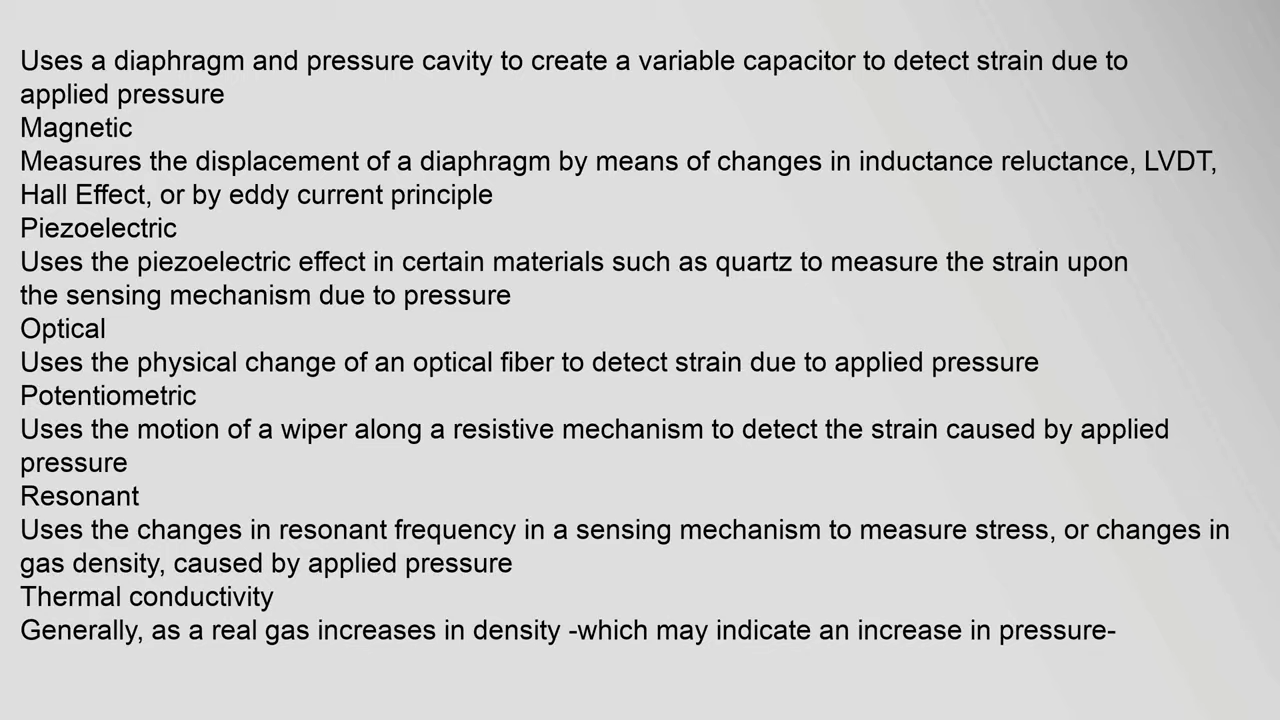 Uses a diaphragm and pressure cavity to create a variable capacitor to detect strain due to
applied pressure
Magnetic
Measures the displacement of a diaphragm by means of changes in inductance reluctance, LVDT,
Hall Effect, or by eddy current principle
Piezoelectric
Uses the piezoelectric effect in certain materials such as quartz to measure the strain upon
the sensing mechanism due to pressure
Optical
Uses the physical change of an optical fiber to detect strain due to applied pressure
Potentiometric
Uses the motion of a wiper along a resistive mechanism to detect the strain caused by applied
pressure
Resonant
Uses the changes in resonant frequency in a sensing mechanism to measure stress, or changes in
gas density, caused by applied pressure
Thermal conductivity
Generally, as a real gas increases in density -which may indicate an increase in pressure-